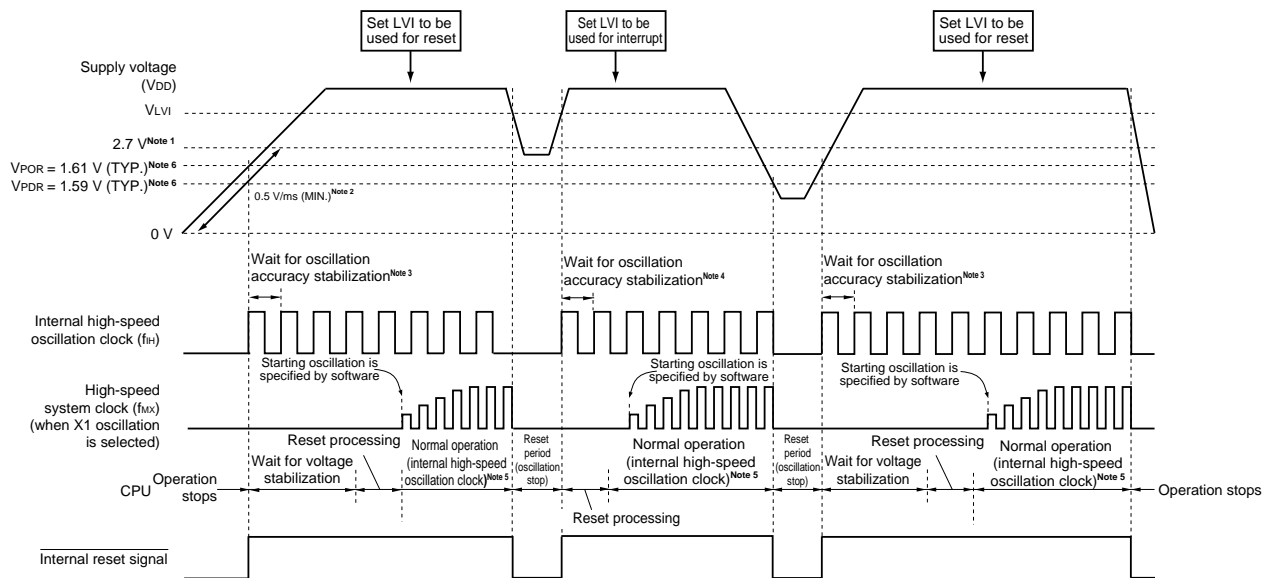 Set LVI to be
used for reset
Set LVI to be
used for interrupt
Set LVI to be
used for reset
Supply voltage
(VDD)
VLVI
2.7 V Note 1
VPOR = 1.61 V (TYP.) Note 6
VPDR = 1.59 V (TYP.) Note 6
0.5 V/ms (MIN.) Note 2
0 V
Wait for oscillation
accuracy stabilization Note 3
Wait for oscillation
accuracy stabilization Note 4
Wait for oscillation
accuracy stabilization Note 3
Internal high-speed
oscillation clock (fIH)
Starting oscillation is
specified by software
Starting oscillation is
specified by software
Starting oscillation is
specified by software
High-speed
system clock (fMX)
(when X1 oscillation
is selected)
Reset processing
Normal operation
(internal high-speed
oscillation clock) Note 5
Reset
period
(oscillation
stop)
Normal operation
(internal high-speed
oscillation clock) Note 5
Reset
period
(oscillation
stop)
Reset processing
Normal operation
(internal high-speed
oscillation clock) Note 5
Wait for voltage
stabilization
Wait for voltage
stabilization
CPU
Operation
stops
Operation stops
Reset processing
Internal reset signal